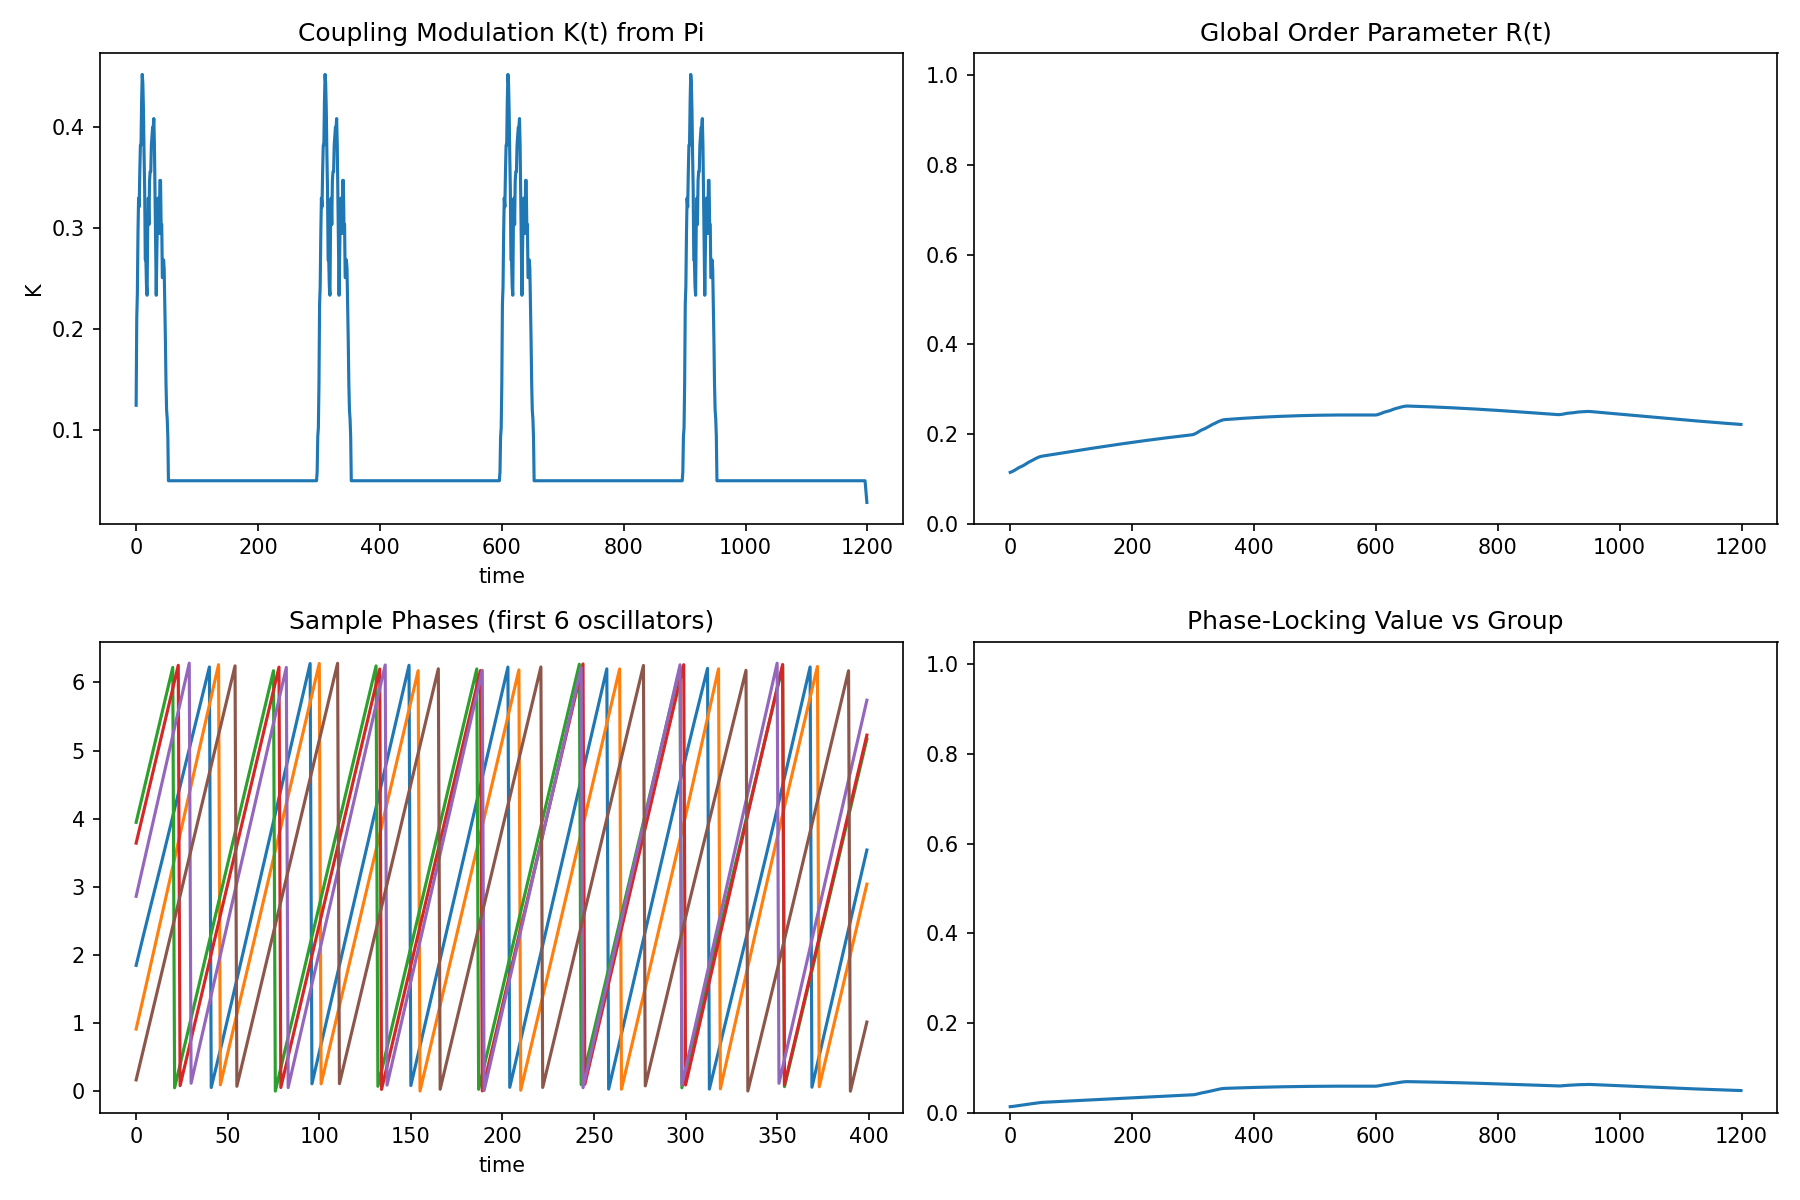 Coupling Modulation K(t) from Pi
K
0.4
0.3
0.2
0.1
0 200 400 600 800 1000 1200
time
Global Order Parameter R(t)
1.0
0.8
0.6
0.4
0.2
0.0
0 200 400 600 800 1000 1200
Sample Phases (first 6 oscillators)
6
5
4
3
2
1
0
0 50 100 150 200 250 300 350 400
time
Phase-Locking Value vs Group
1.0
0.8
0.6
0.4
0.2
0.0
0 200 400 600 800 1000 1200